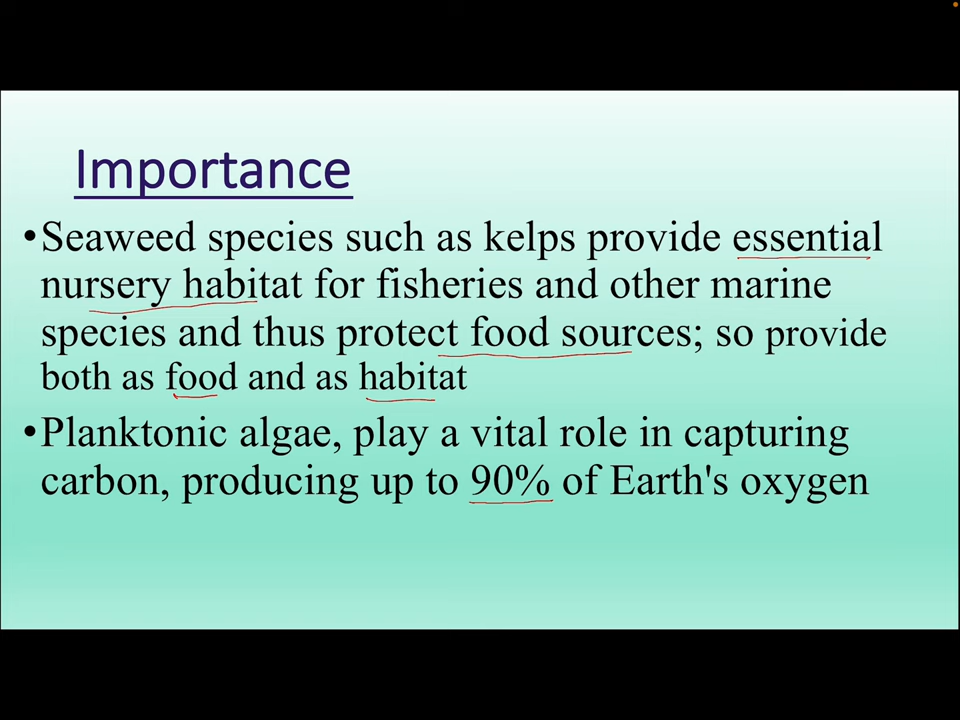 Importance
•Seaweed species such as kelps provide essential
nursery habitat for fisheries and other marine
species and thus protect food sources; so provide
both as food and as habitat
•Planktonic algae, play a vital role in capturing
carbon, producing up to 90% of Earth's oxygen